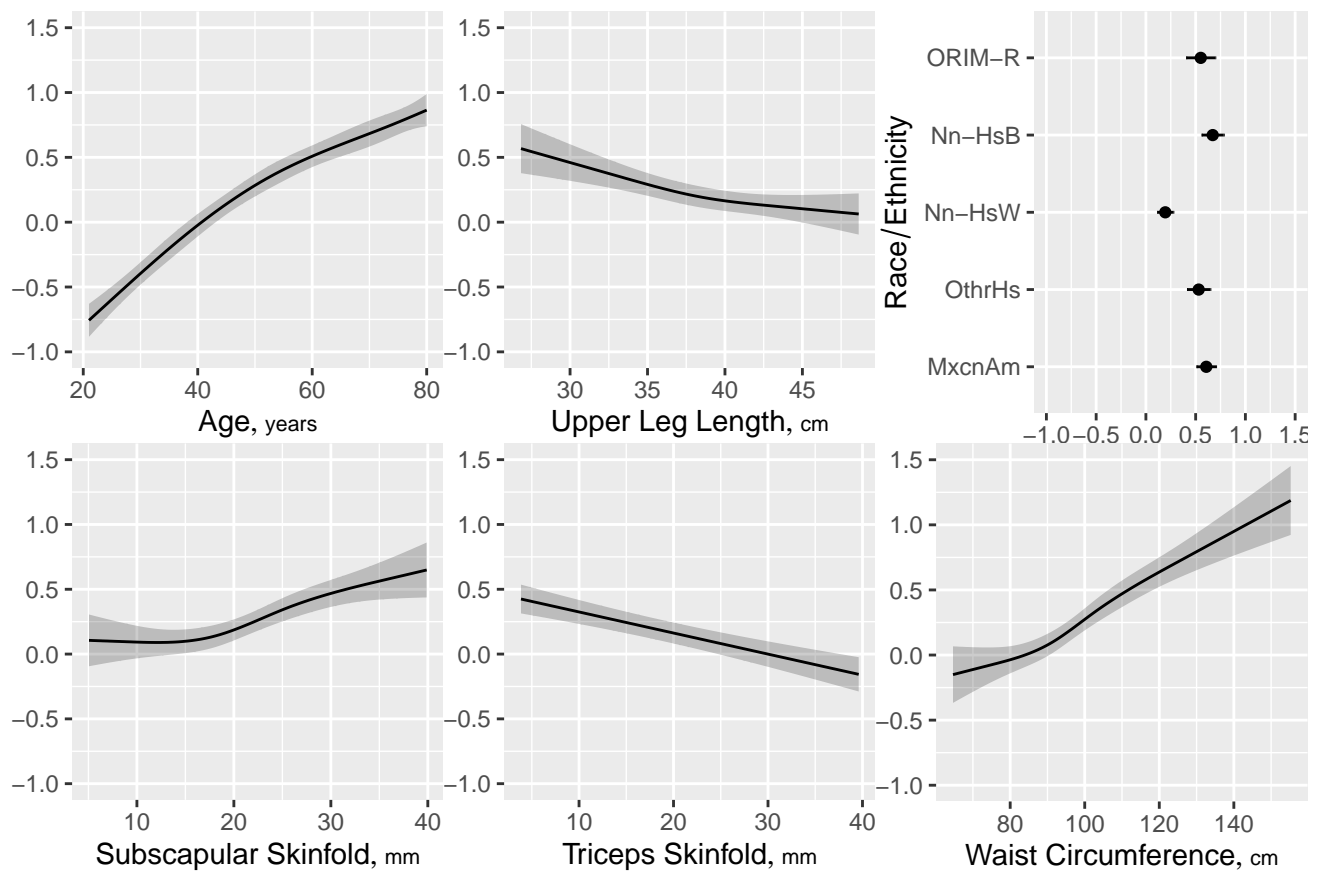 1.5
1.0
0.5
0.0
−0.5
−1.0
20 40 60 80
Age, years
1.5
1.0
0.5
0.0
−0.5
−1.0
30 35 40 45
Upper Leg Length, cm
Race/Ethnicity
ORIM−R
Nn−HsB
Nn−HsW
OthrHs
MxcnAm
−1.0 −0.5 0.0 0.5 1.0 1.5
1.5
1.0
0.5
0.0
−0.5
−1.0
10 20 30 40
Subscapular Skinfold, mm
1.5
1.0
0.5
0.0
−0.5
−1.0
10 20 30 40
Triceps Skinfold, mm
1.5
1.0
0.5
0.0
−0.5
−1.0
80 100 120 140
Waist Circumference, cm